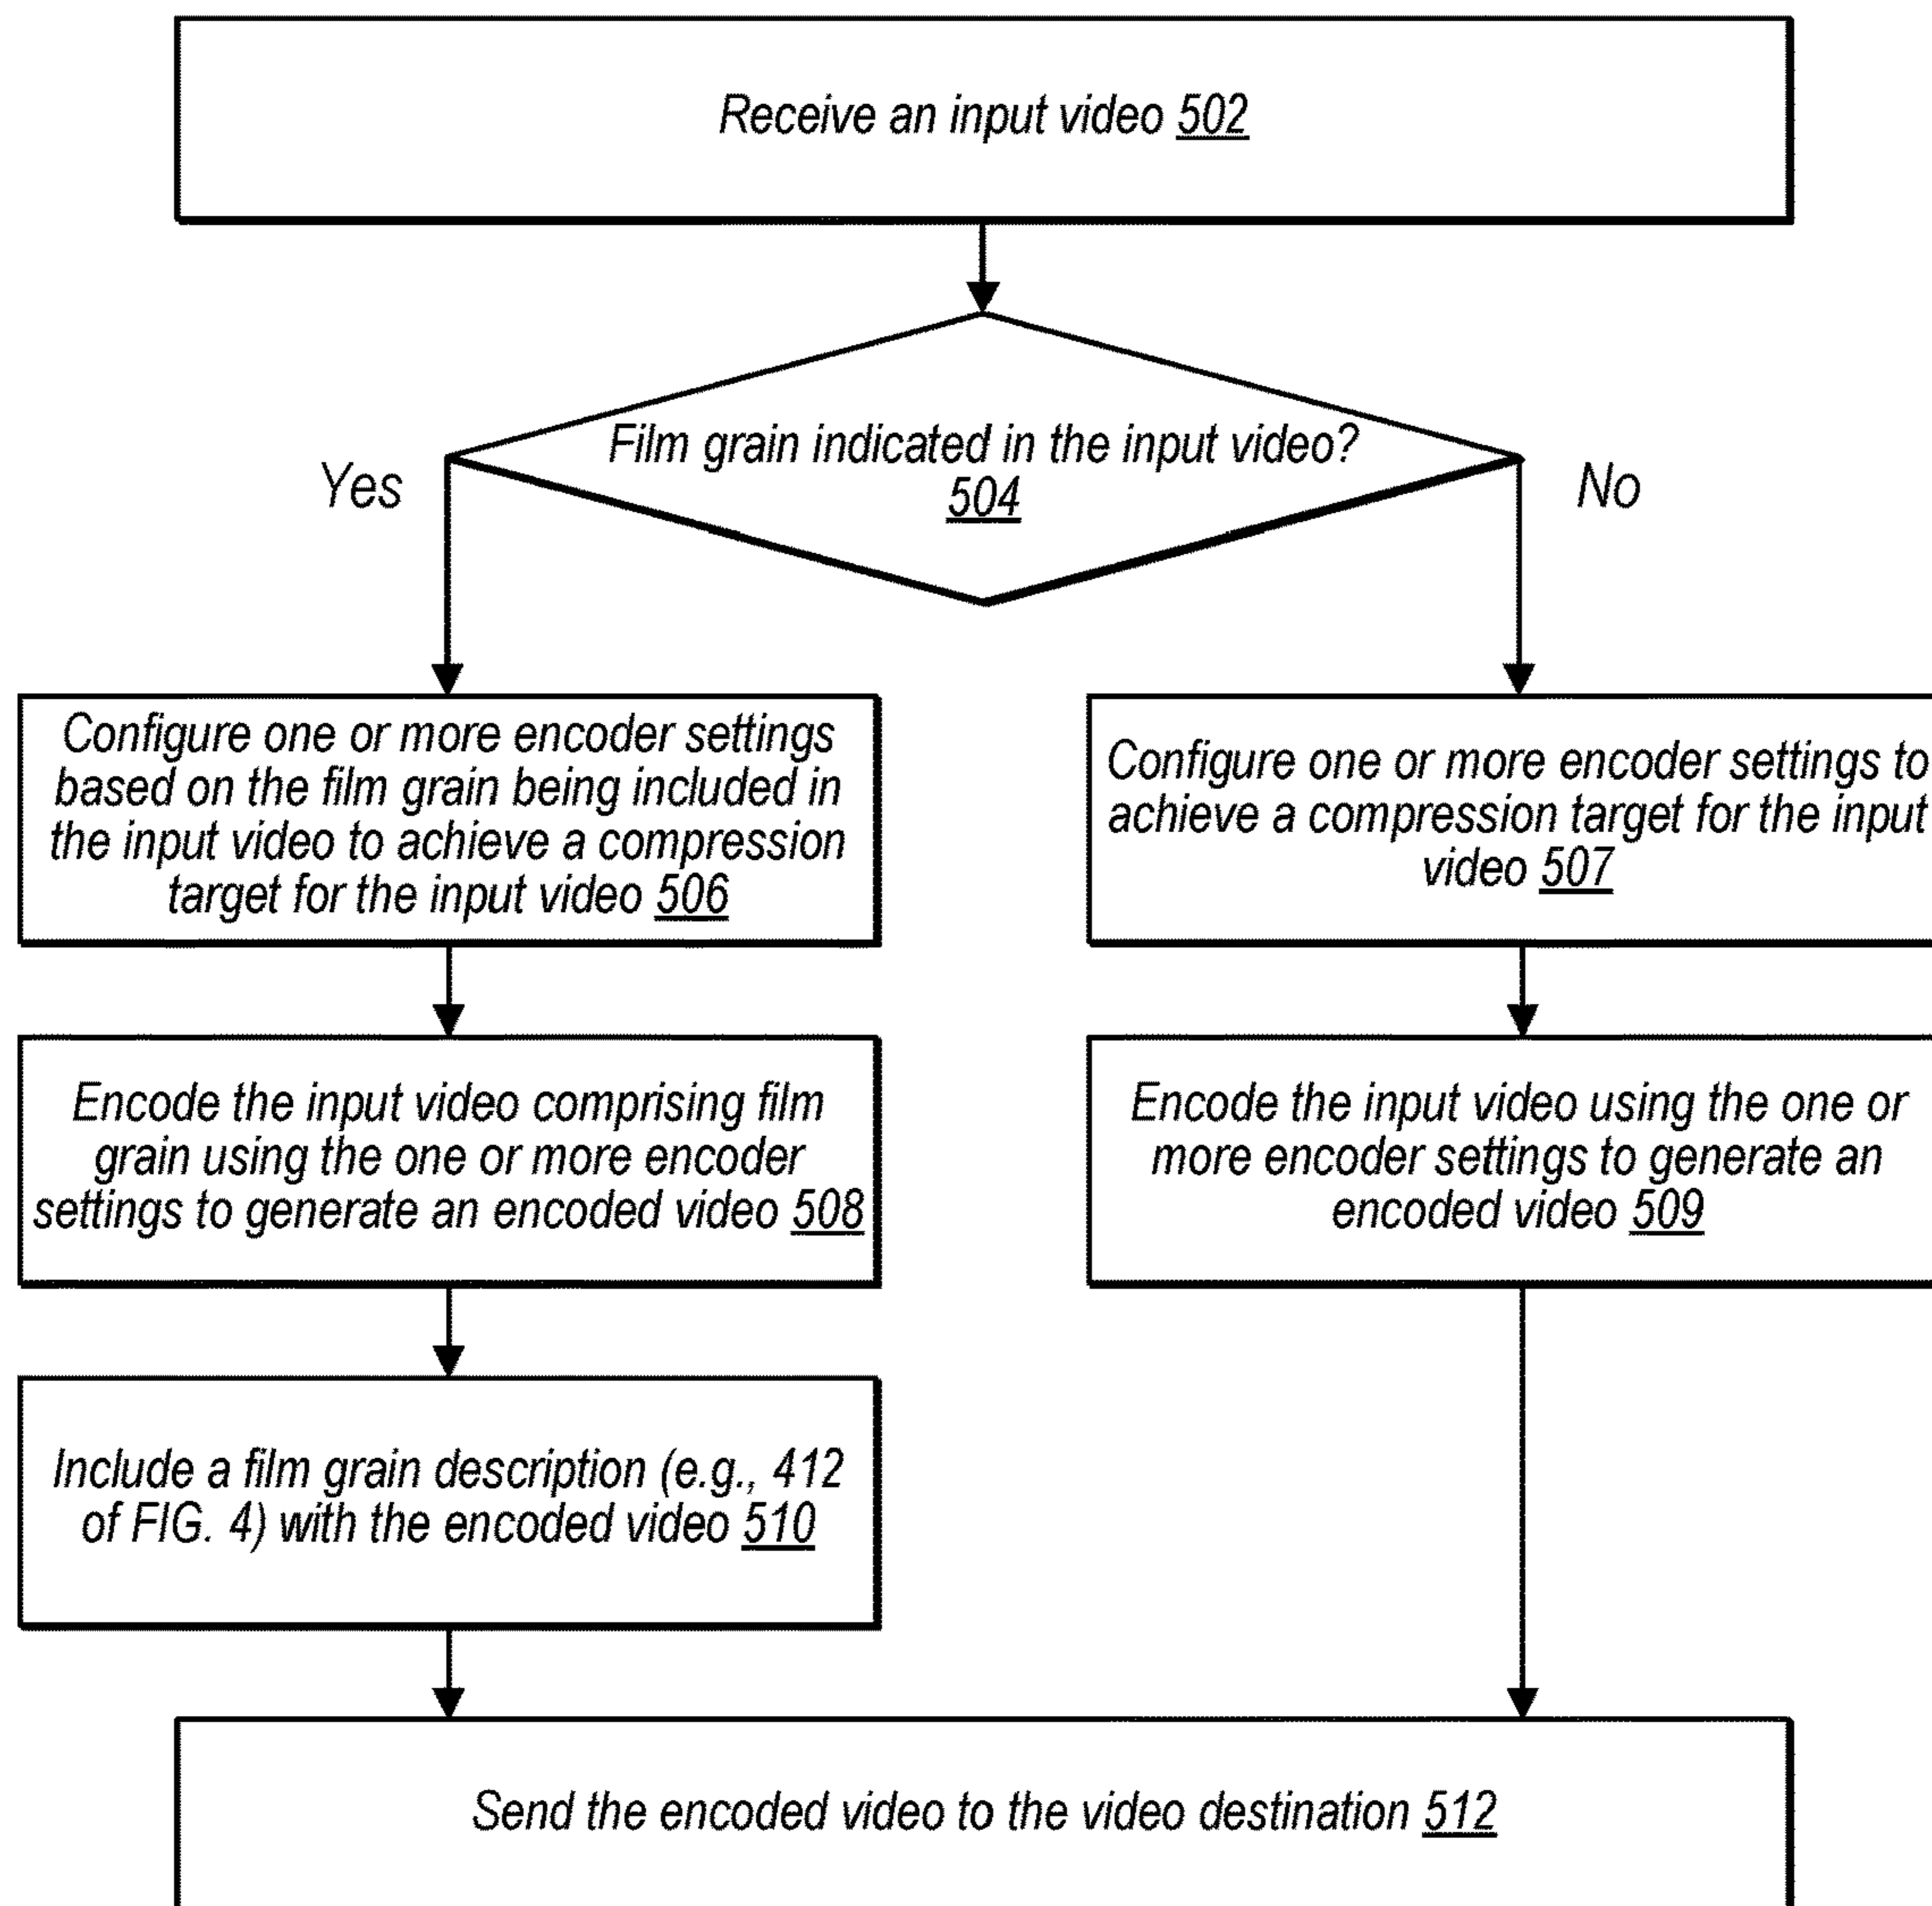 Receive an input video 502
Film grain indicated in the input video?
504
Yes
No
Configure one or more encoder settings
based on the film grain being included in
the input video to achieve a compression
target for the input video 506
Configure one or more encoder settings to
achieve a compression target for the input
video 507
Encode the input video comprising film
grain using the one or more encoder
settings to generate an encoded video 508
Encode the input video using the one or
more encoder settings to generate an
encoded video 509
Include a film grain description (e.g., 412
of FIG. 4) with the encoded video 510
Send the encoded video to the video destination 512